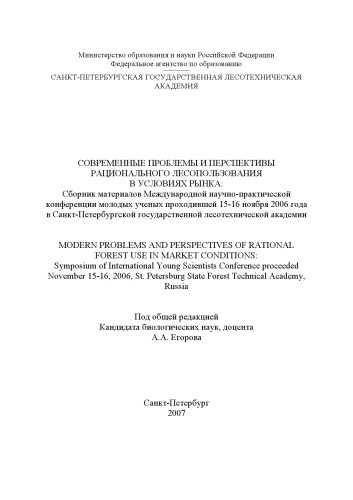 Министерство образования и науки Российской Федерации
Федеральное агентство по образованию
САНКТ-ПЕТЕРБУРГСКАЯ ГОСУДАРСТВЕННАЯ ЛЕСОТЕХНИЧЕСКАЯ
АКАДЕМИЯ
СОВРЕМЕННЫЕ ПРОБЛЕМЫ И ПЕРСПЕКТИВЫ
РАЦИОНАЛЬНОГО ЛЕСОПОЛЬЗОВАНИЯ
В УСЛОВИЯХ РЫНКА:
Сборник материалов Международной научно-практической
конференции молодых ученых проходившей 15-16 ноября 2006 года
в Санкт-Петербургской государственной лесотехнической академии
MODERN PROBLEMS AND PERSPECTIVES OF RATIONAL
FOREST USE IN MARKET CONDITIONS:
Symposium of International Young Scientists Conference proceeded
November 15-16, 2006, St. Petersburg State Forest Technical Academy,
Russia
Под общей редакцией
Кандидата биологических наук, доцента
А.А. Егорова
Санкт-Петербург
2007